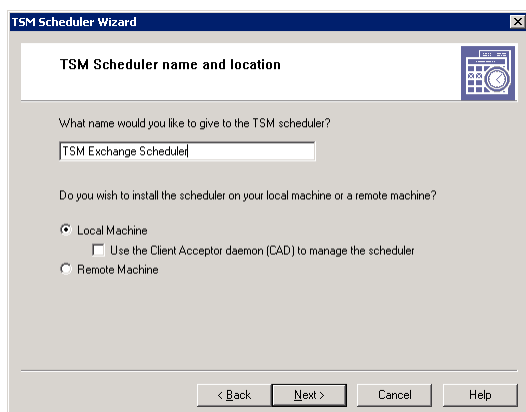 TSM Scheduler Wizard
TSM Scheduler name and location
What name would you like to give to the TSM scheduler?
TSM Exchange Scheduler
Do you wish to install the scheduler on your local machine or a remote machine?
Local Machine
Use the Client Acceptor daemon (CAD) to manage the scheduler
Remote Machine
< Back Next > Cancel Help